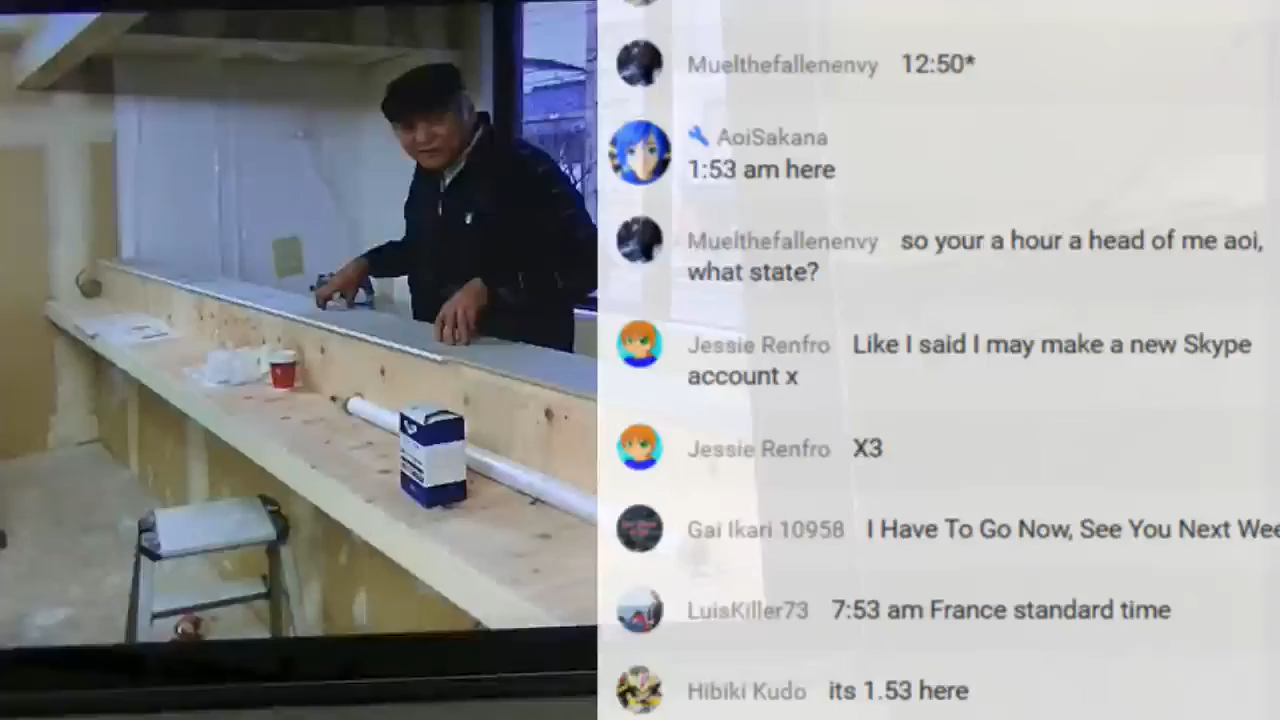 Muelthefallenenvy 12:50*
AoiSakana
1:53 am here
Muelthefallenenvy so your a hour a head of me aoi,
what state?
Jessie Renfro Like I said I may make a new Skype
account x
Jessie Renfro X3
Gai Ikari 10958 I Have To Go Now, See You Next Wee
LuisKiller73 7:53 am France standard time
Hibiki Kudo its 1.53 here